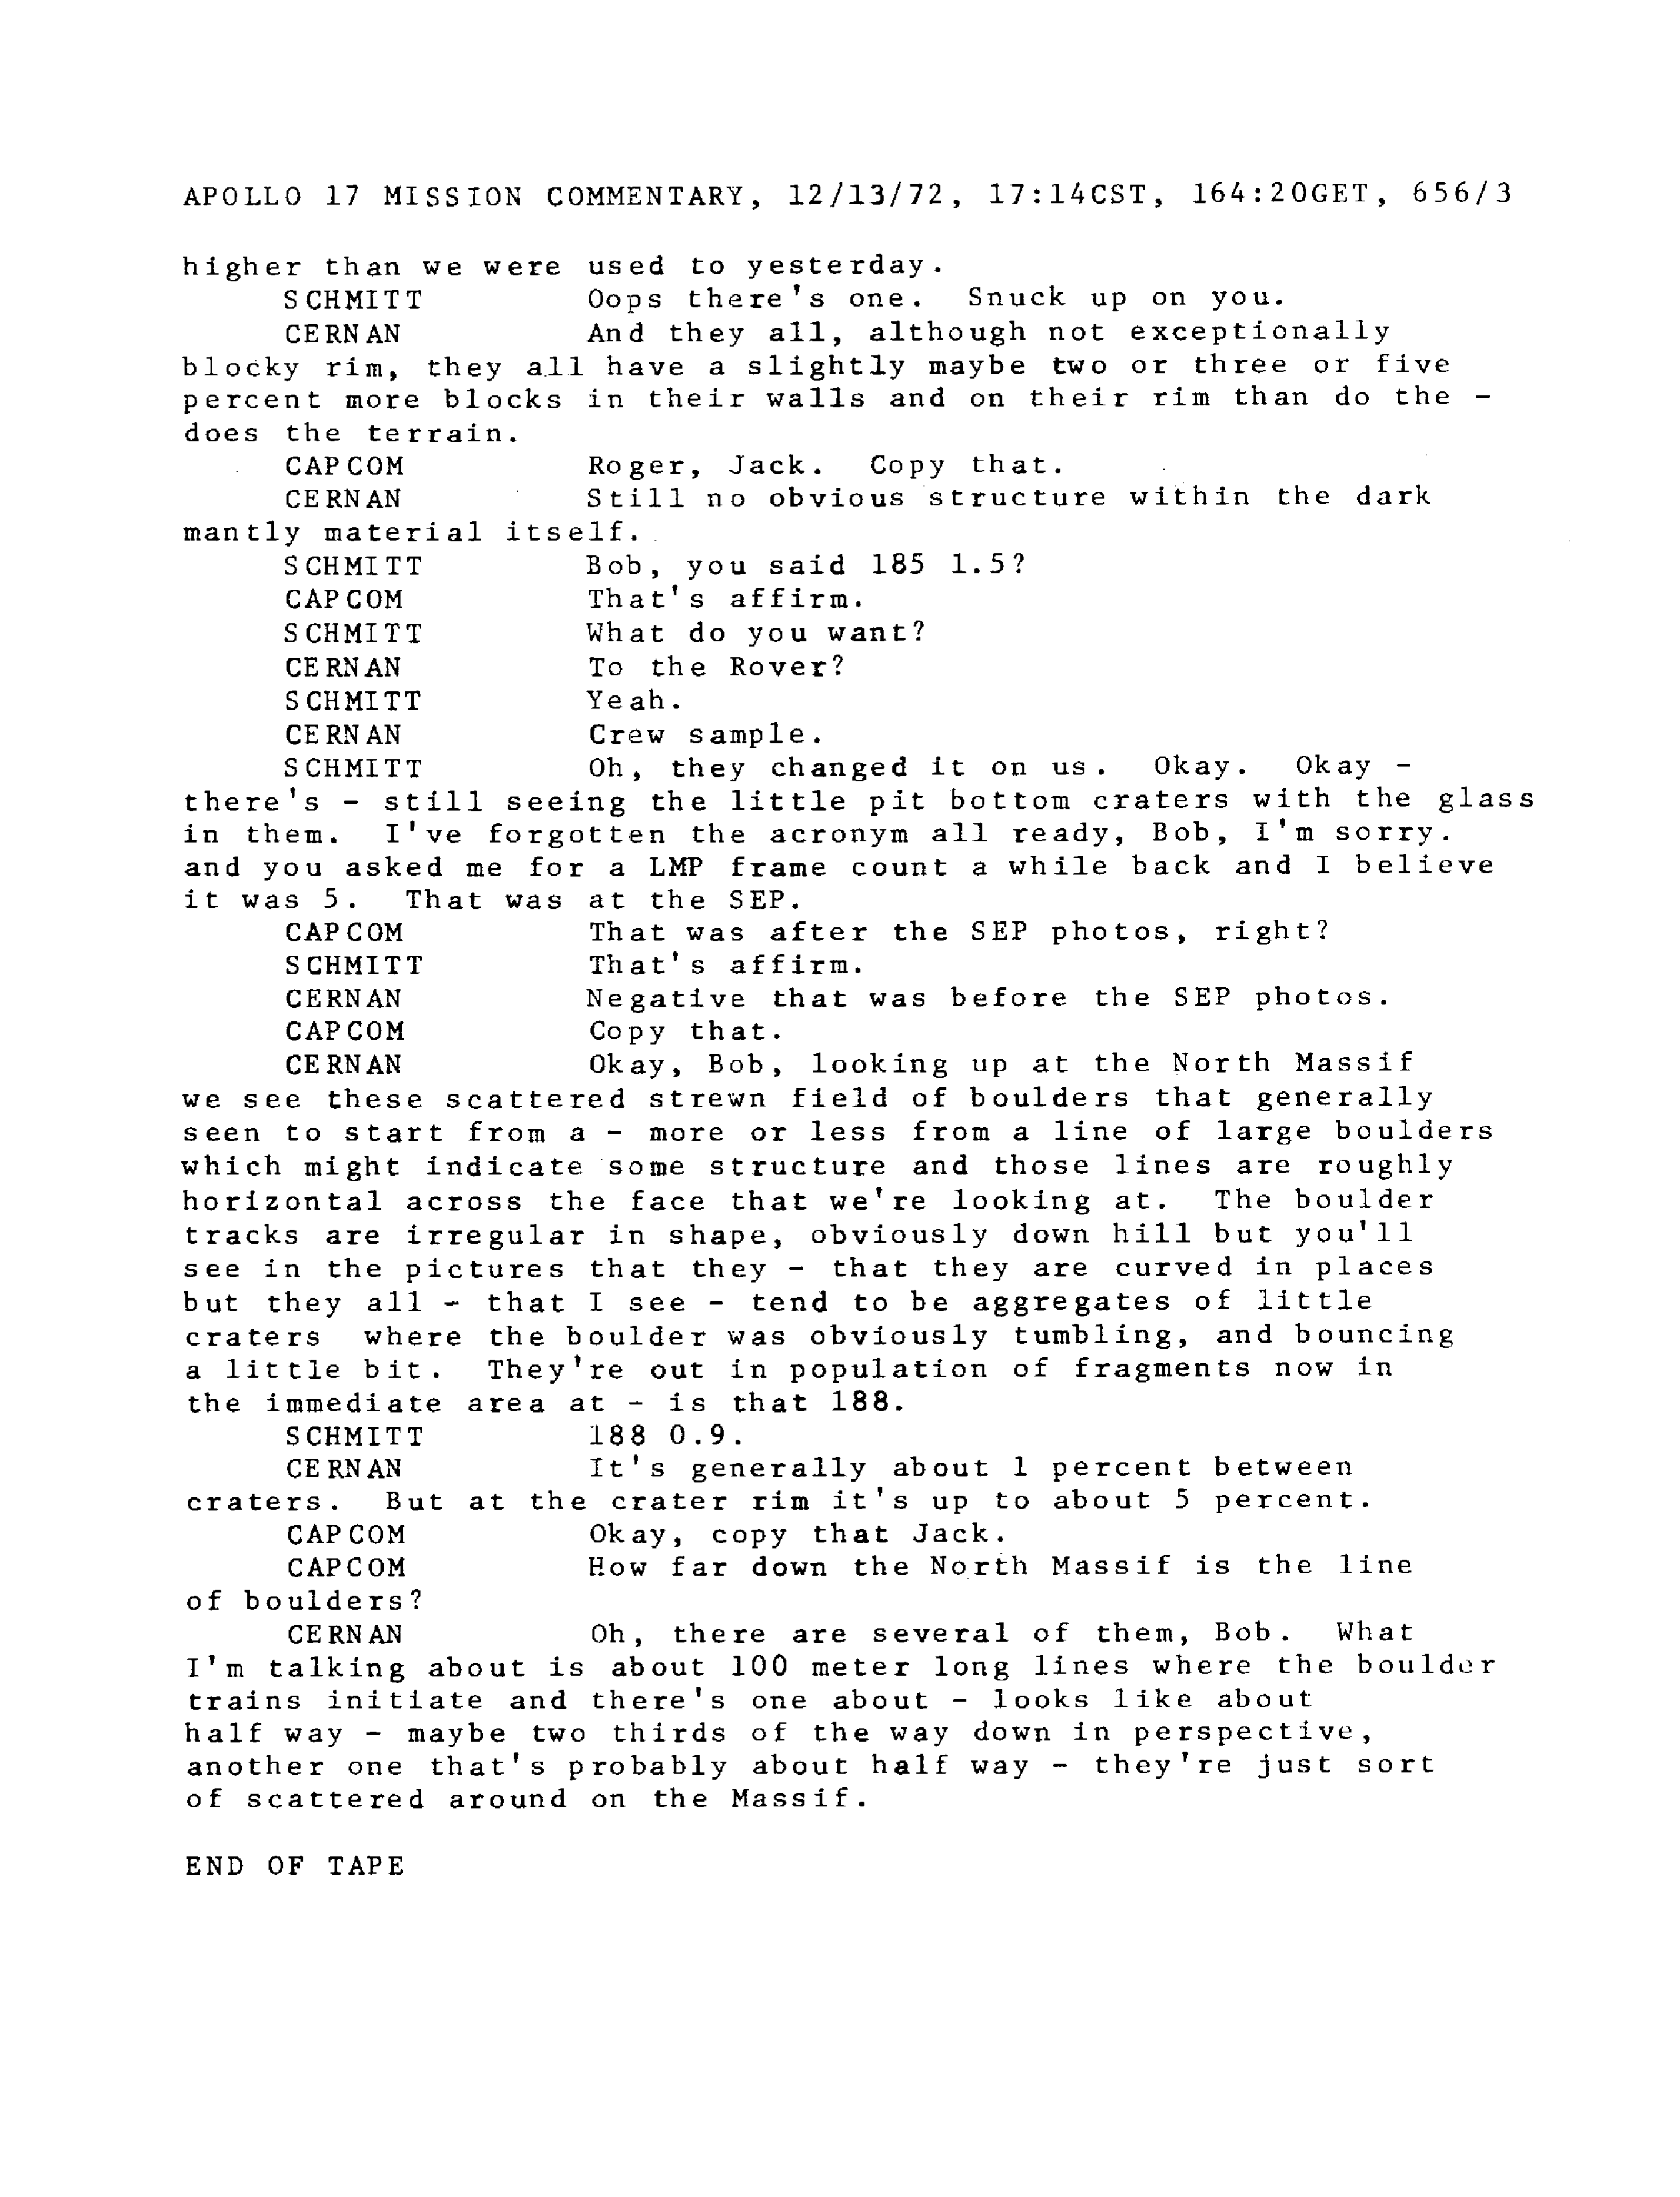 APOLLO 17 MISSION COMMENTARY, 12/13/72, 17:14CST, 164:20GET, 656/3
higher than we were used to yesterday.
SCHMITT Oops there's one. Snuck up on you.
CERNAN And they all, although not exceptionally
blocky rim, they all have a slightly maybe two or three or five
percent more blocks in their walls and on their rim than do the -
does the terrain.
CAPCOM Roger, Jack. Copy that.
CERNAN Still no obvious structure within the dark
mantly material itself.
SCHMITT Bob, you said 185 1.5?
CAPCOM That's affirm.
SCHMITT What do you want?
CERNAN To the Rover?
SCHMITT Yeah.
CERNAN Crew sample.
SCHMITT Oh, they changed it on us. Okay. Okay -
there's - still seeing the little pit bottom craters with the glass
in them. I've forgotten the acronym all ready, Bob, I'm sorry.
and you asked me for a LMP frame count a while back and I believe
it was 5. That was at the SEP.
CAPCOM That was after the SEP photos, right?
SCHMITT That's affirm.
CERNAN Negative that was before the SEP photos.
CAPCOM Copy that.
CERNAN Okay, Bob, looking up at the North Massif
we see these scattered strewn field of boulders that generally
seen to start from a - more or less from a line of large boulders
which might indicate some structure and those lines are roughly
horizontal across the face that we're looking at. The boulder
tracks are irregular in shape, obviously down hill but you'll
see in the pictures that they - that they are curved in places
but they all - that I see - tend to be aggregates of little
craters where the boulder was obviously tumbling, and bouncing
a little bit. They're out in population of fragments now in
the immediate area at - is that 188.
SCHMITT 188 0.9.
CERNAN It's generally about 1 percent between
craters. But at the crater rim it's up to about 5 percent.
CAPCOM Okay, copy that Jack.
CAPCOM How far down the North Massif is the line
of boulders?
CERNAN Oh, there are several of them, Bob. What
I'm talking about is about 100 meter long lines where the boulder
trains initiate and there's one about - looks like about
half way - maybe two thirds of the way down in perspective,
another one that's probably about half way - they're just sort
of scattered around on the Massif.
END OF TAPE